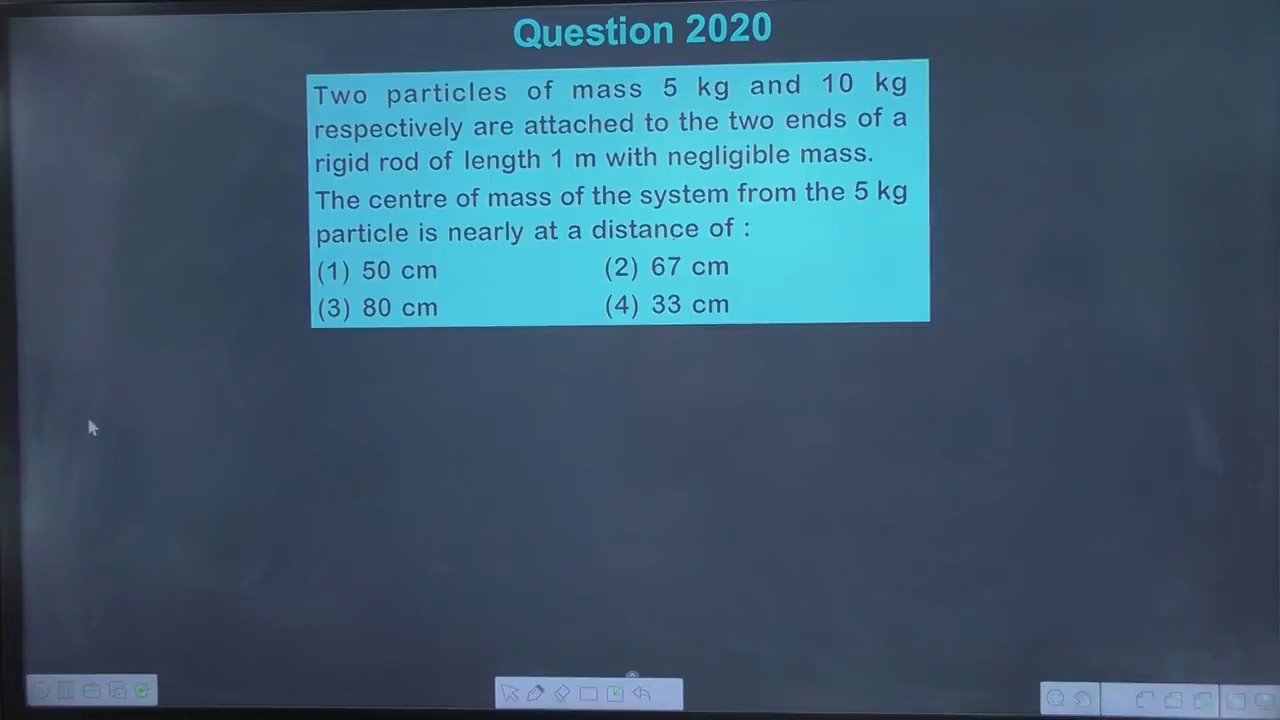 Question 2020
Two particles of mass 5 kg and 10 kg
respectively are attached to the two ends of a
rigid rod of length 1 m with negligible mass.
The centre of mass of the system from the 5 kg
particle is nearly at a distance of :
(1) 50 cm (2) 67 cm
(3) 80 cm (4) 33 cm